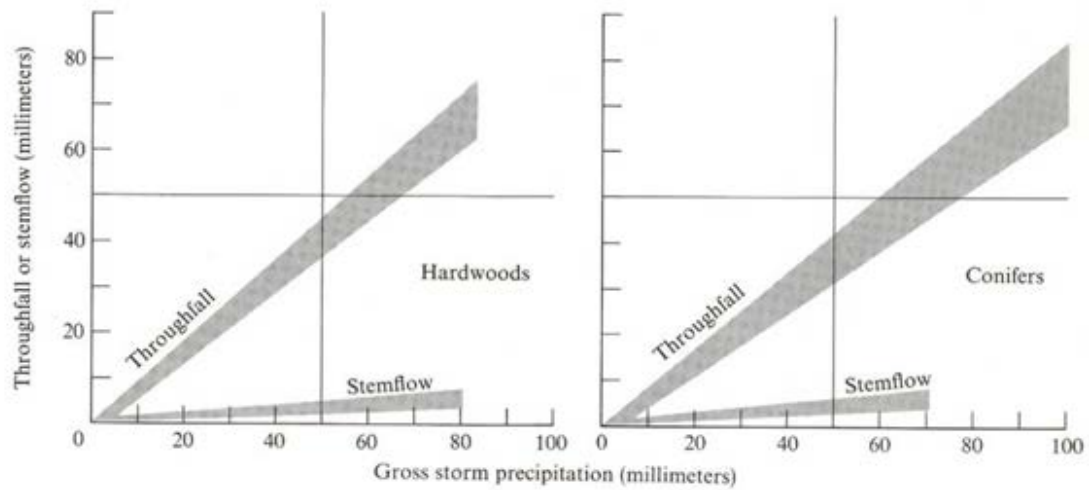 Throughfall or stemflow (millimeters)
80
60
40
20
0
20
40
60
80
100
Throughfall
Stemflow
Hardwoods
0
20
40
60
80
100
Throughfall
Stemflow
Conifers
Gross storm precipitation (millimeters)